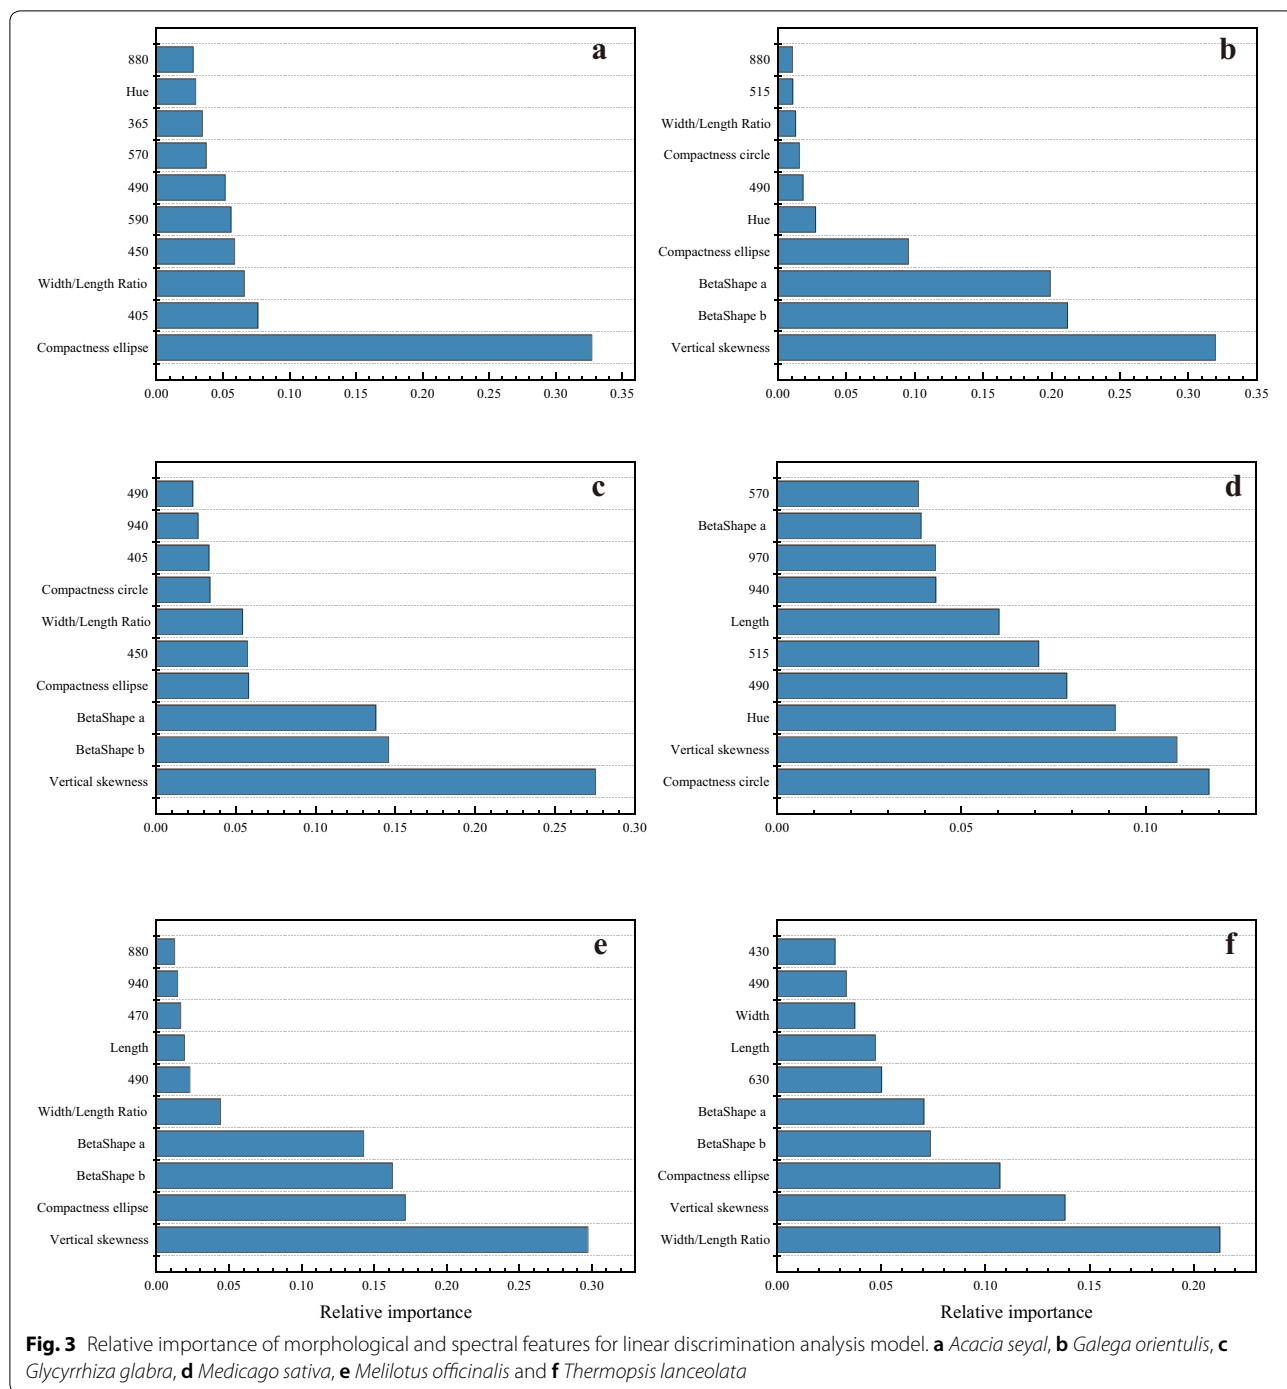 a
880
Hue
365
570
490
590
450
Width/Length Ratio
405
Compactness ellipse
0.00 0.05 0.10 0.15 0.20 0.25 0.30 0.35
b
880
515
Width/Length Ratio
Compactness circle
490
Hue
Compactness ellipse
BetaShape a
BetaShape b
Vertical skewness
0.00 0.05 0.10 0.15 0.20 0.25 0.30 0.35
c
490
940
405
Compactness circle
Width/Length Ratio
450
Compactness ellipse
BetaShape a
BetaShape b
Vertical skewness
0.00 0.05 0.10 0.15 0.20 0.25 0.30
d
570
BetaShape a
970
940
Length
515
490
Hue
Vertical skewness
Compactness circle
0.00 0.05 0.10
e
880
940
470
Length
490
Width/Length Ratio
BetaShape a
BetaShape b
Compactness ellipse
Vertical skewness
0.00 0.05 0.10 0.15 0.20 0.25 0.30
Relative importance
f
430
490
Width
Length
630
BetaShape a
BetaShape b
Compactness ellipse
Vertical skewness
Width/Length Ratio
0.00 0.05 0.10 0.15 0.20
Relative importance
Fig. 3 Relative importance of morphological and spectral features for linear discrimination analysis model. a Acacia seyal, b Galega orientulis, c
Glycyrrhiza glabra, d Medicago sativa, e Melilotus officinalis and f Thermopsis lanceolata